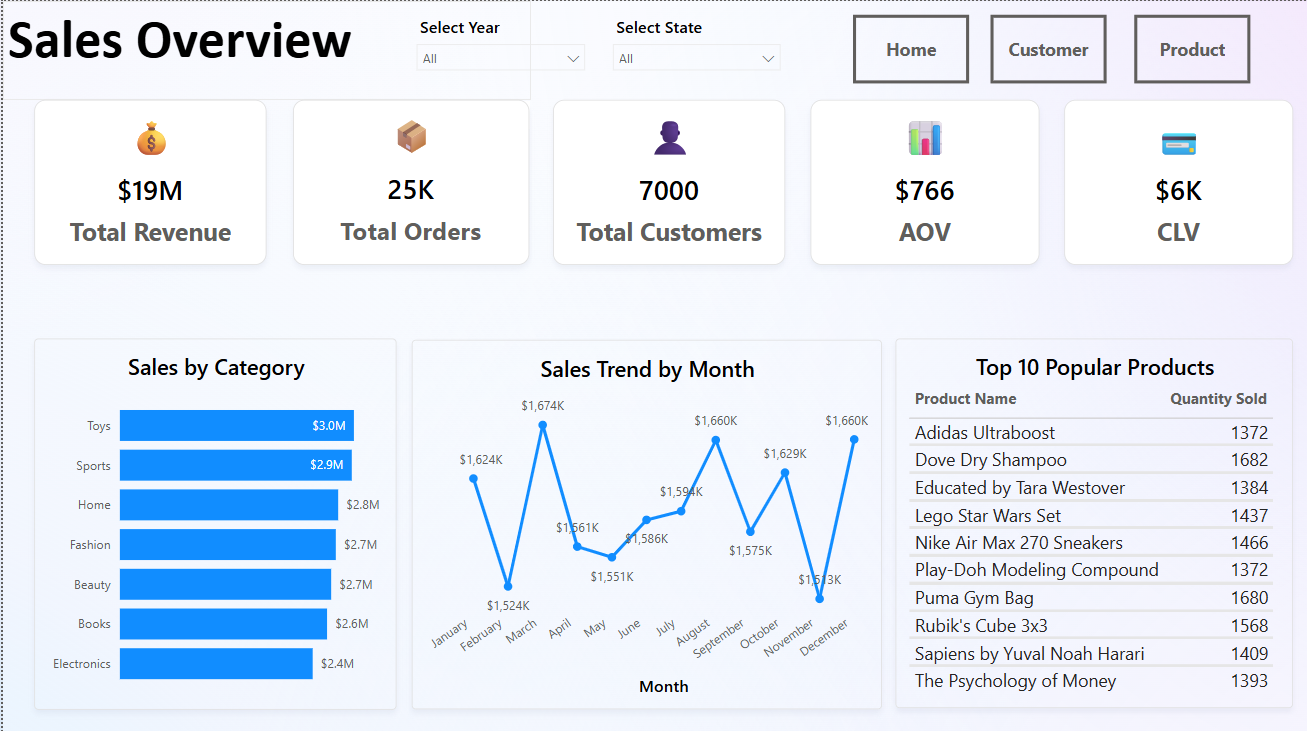 Sales Overview
Select Year
All
Select State
All
Home
Customer
Product
$19M
Total Revenue
25K
Total Orders
7000
Total Customers
$766
AOV
$6K
CLV
Sales by Category
Toys $3.0M
Sports $2.9M
Home $2.8M
Fashion $2.7M
Beauty $2.7M
Books $2.6M
Electronics $2.4M
Sales Trend by Month
$1,624K
$1,524K
$1,674K
$1,561K
$1,551K
$1,586K
$1,594K
$1,660K
$1,575K
$1,629K
$1,513K
$1,660K
January
February
March
April
May
June
July
August
September
October
November
December
Month
Top 10 Popular Products
Product Name Quantity Sold
Adidas Ultraboost 1372
Dove Dry Shampoo 1682
Educated by Tara Westover 1384
Lego Star Wars Set 1437
Nike Air Max 270 Sneakers 1466
Play-Doh Modeling Compound 1372
Puma Gym Bag 1680
Rubik's Cube 3x3 1568
Sapiens by Yuval Noah Harari 1409
The Psychology of Money 1393